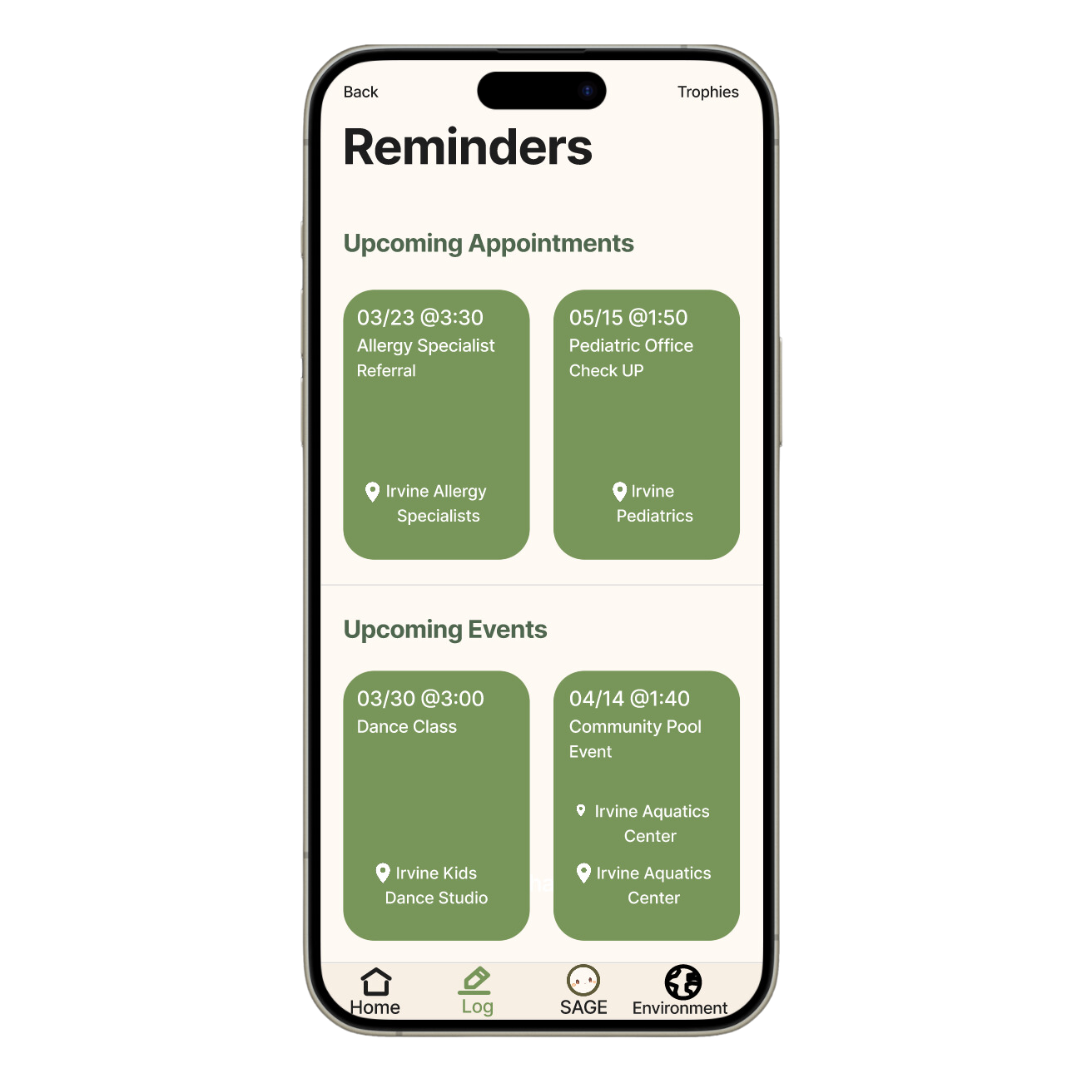 Back
Trophies
Reminders
Upcoming Appointments
03/23 @3:30
Allergy Specialist
Referral
Irvine Allergy
Specialists
05/15 @1:50
Pediatric Office
Check UP
Irvine
Pediatrics
Upcoming Events
03/30 @3:00
Dance Class
Irvine Kids
Dance Studio
04/14 @1:40
Community Pool
Event
Irvine Aquatics
Center
Irvine Aquatics
Center
Home
Log
SAGE
Environment